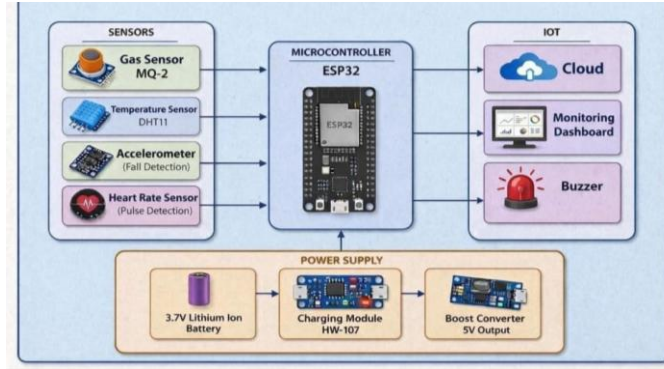 SENSORS
Gas Sensor
MQ-2
Temperature Sensor
DHT11
Accelerometer
(Fall Detection)
Heart Rate Sensor
(Pulse Detection)
MICROCONTROLLER
ESP32
ESP32
IOT
Cloud
Monitoring
Dashboard
Buzzer
POWER SUPPLY
3.7V Lithium Ion
Battery
Charging Module
HW-107
Boost Converter
5V Output